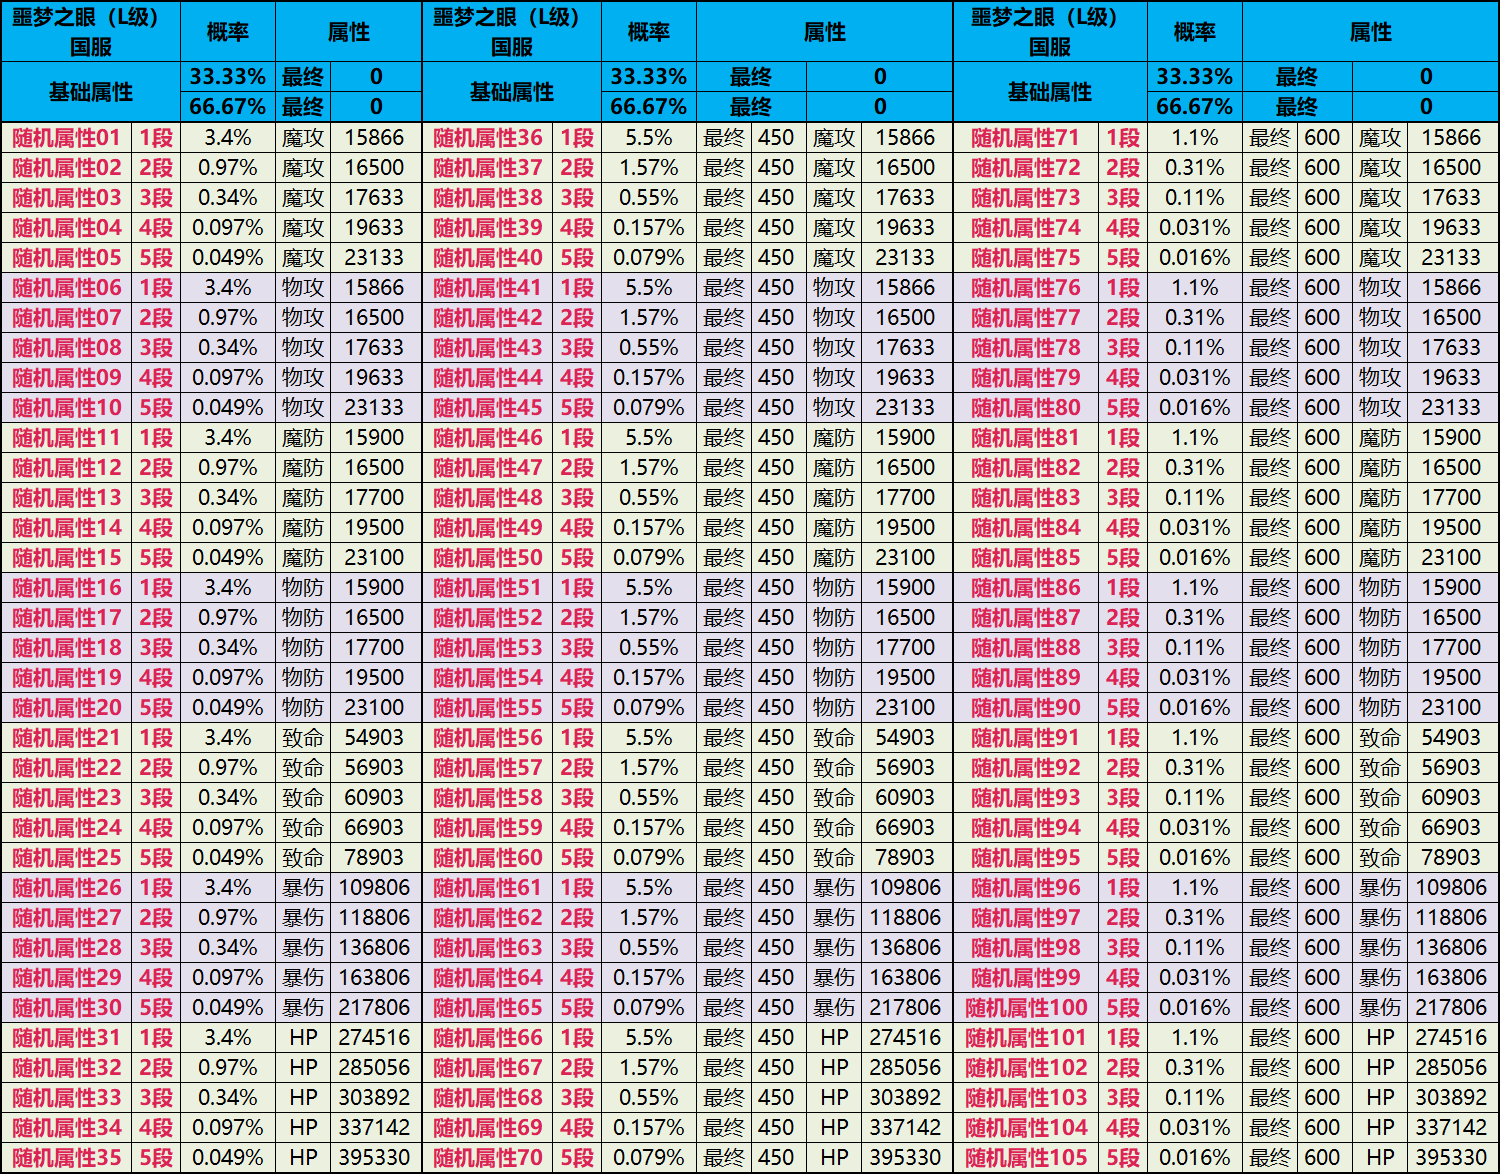 噩梦之眼（L级） 概率 属性 噩梦之眼（L级） 概率 属性 噩梦之眼（L级） 概率 属性
国服 国服 国服
基础属性 33.33% 最终 0 基础属性 33.33% 最终 0 基础属性 33.33% 最终 0
66.67% 最终 0 66.67% 最终 0 66.67% 最终 0
随机属性01 1段 3.4% 魔攻 15866 随机属性36 1段 5.5% 最终 450 魔攻 15866 随机属性71 1段 1.1% 最终 600 魔攻 15866
随机属性02 2段 0.97% 魔攻 16500 随机属性37 2段 1.57% 最终 450 魔攻 16500 随机属性72 2段 0.31% 最终 600 魔攻 16500
随机属性03 3段 0.34% 魔攻 17633 随机属性38 3段 0.55% 最终 450 魔攻 17633 随机属性73 3段 0.11% 最终 600 魔攻 17633
随机属性04 4段 0.097% 魔攻 19633 随机属性39 4段 0.157% 最终 450 魔攻 19633 随机属性74 4段 0.031% 最终 600 魔攻 19633
随机属性05 5段 0.049% 魔攻 23133 随机属性40 5段 0.079% 最终 450 魔攻 23133 随机属性75 5段 0.016% 最终 600 魔攻 23133
随机属性06 1段 3.4% 物攻 15866 随机属性41 1段 5.5% 最终 450 物攻 15866 随机属性76 1段 1.1% 最终 600 物攻 15866
随机属性07 2段 0.97% 物攻 16500 随机属性42 2段 1.57% 最终 450 物攻 16500 随机属性77 2段 0.31% 最终 600 物攻 16500
随机属性08 3段 0.34% 物攻 17633 随机属性43 3段 0.55% 最终 450 物攻 17633 随机属性78 3段 0.11% 最终 600 物攻 17633
随机属性09 4段 0.097% 物攻 19633 随机属性44 4段 0.157% 最终 450 物攻 19633 随机属性79 4段 0.031% 最终 600 物攻 19633
随机属性10 5段 0.049% 物攻 23133 随机属性45 5段 0.079% 最终 450 物攻 23133 随机属性80 5段 0.016% 最终 600 物攻 23133
随机属性11 1段 3.4% 魔防 15900 随机属性46 1段 5.5% 最终 450 魔防 15900 随机属性81 1段 1.1% 最终 600 魔防 15900
随机属性12 2段 0.97% 魔防 16500 随机属性47 2段 1.57% 最终 450 魔防 16500 随机属性82 2段 0.31% 最终 600 魔防 16500
随机属性13 3段 0.34% 魔防 17700 随机属性48 3段 0.55% 最终 450 魔防 17700 随机属性83 3段 0.11% 最终 600 魔防 17700
随机属性14 4段 0.097% 魔防 19500 随机属性49 4段 0.157% 最终 450 魔防 19500 随机属性84 4段 0.031% 最终 600 魔防 19500
随机属性15 5段 0.049% 魔防 23100 随机属性50 5段 0.079% 最终 450 魔防 23100 随机属性85 5段 0.016% 最终 600 魔防 23100
随机属性16 1段 3.4% 物防 15900 随机属性51 1段 5.5% 最终 450 物防 15900 随机属性86 1段 1.1% 最终 600 物防 15900
随机属性17 2段 0.97% 物防 16500 随机属性52 2段 1.57% 最终 450 物防 16500 随机属性87 2段 0.31% 最终 600 物防 16500
随机属性18 3段 0.34% 物防 17700 随机属性53 3段 0.55% 最终 450 物防 17700 随机属性88 3段 0.11% 最终 600 物防 17700
随机属性19 4段 0.097% 物防 19500 随机属性54 4段 0.157% 最终 450 物防 19500 随机属性89 4段 0.031% 最终 600 物防 19500
随机属性20 5段 0.049% 物防 23100 随机属性55 5段 0.079% 最终 450 物防 23100 随机属性90 5段 0.016% 最终 600 物防 23100
随机属性21 1段 3.4% 致命 54903 随机属性56 1段 5.5% 最终 450 致命 54903 随机属性91 1段 1.1% 最终 600 致命 54903
随机属性22 2段 0.97% 致命 56903 随机属性57 2段 1.57% 最终 450 致命 56903 随机属性92 2段 0.31% 最终 600 致命 56903
随机属性23 3段 0.34% 致命 60903 随机属性58 3段 0.55% 最终 450 致命 60903 随机属性93 3段 0.11% 最终 600 致命 60903
随机属性24 4段 0.097% 致命 66903 随机属性59 4段 0.157% 最终 450 致命 66903 随机属性94 4段 0.031% 最终 600 致命 66903
随机属性25 5段 0.049% 致命 78903 随机属性60 5段 0.079% 最终 450 致命 78903 随机属性95 5段 0.016% 最终 600 致命 78903
随机属性26 1段 3.4% 暴伤 109806 随机属性61 1段 5.5% 最终 450 暴伤 109806 随机属性96 1段 1.1% 最终 600 暴伤 109806
随机属性27 2段 0.97% 暴伤 118806 随机属性62 2段 1.57% 最终 450 暴伤 118806 随机属性97 2段 0.31% 最终 600 暴伤 118806
随机属性28 3段 0.34% 暴伤 136806 随机属性63 3段 0.55% 最终 450 暴伤 136806 随机属性98 3段 0.11% 最终 600 暴伤 136806
随机属性29 4段 0.097% 暴伤 163806 随机属性64 4段 0.157% 最终 450 暴伤 163806 随机属性99 4段 0.031% 最终 600 暴伤 163806
随机属性30 5段 0.049% 暴伤 217806 随机属性65 5段 0.079% 最终 450 暴伤 217806 随机属性100 5段 0.016% 最终 600 暴伤 217806
随机属性31 1段 3.4% HP 274516 随机属性66 1段 5.5% 最终 450 HP 274516 随机属性101 1段 1.1% 最终 600 HP 274516
随机属性32 2段 0.97% HP 285056 随机属性67 2段 1.57% 最终 450 HP 285056 随机属性102 2段 0.31% 最终 600 HP 285056
随机属性33 3段 0.34% HP 303892 随机属性68 3段 0.55% 最终 450 HP 303892 随机属性103 3段 0.11% 最终 600 HP 303892
随机属性34 4段 0.097% HP 337142 随机属性69 4段 0.157% 最终 450 HP 337142 随机属性104 4段 0.031% 最终 600 HP 337142
随机属性35 5段 0.049% HP 395330 随机属性70 5段 0.079% 最终 450 HP 395330 随机属性105 5段 0.016% 最终 600 HP 395330